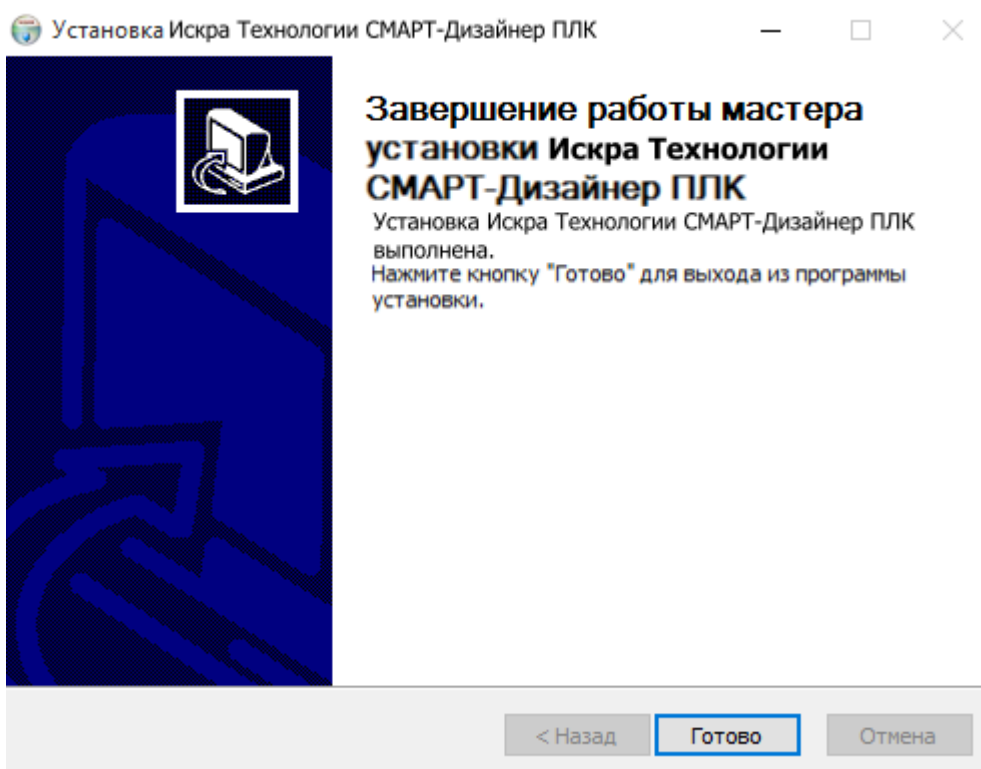 Установка Искра Технологии СМАРТ-Дизайнер ПЛК
Завершение работы мастера
установки Искра Технологии
СМАРТ-Дизайнер ПЛК
Установка Искра Технологии СМАРТ-Дизайнер ПЛК
выполнена.
Нажмите кнопку "Готово" для выхода из программы
установки.
< Назад
Готово
Отмена